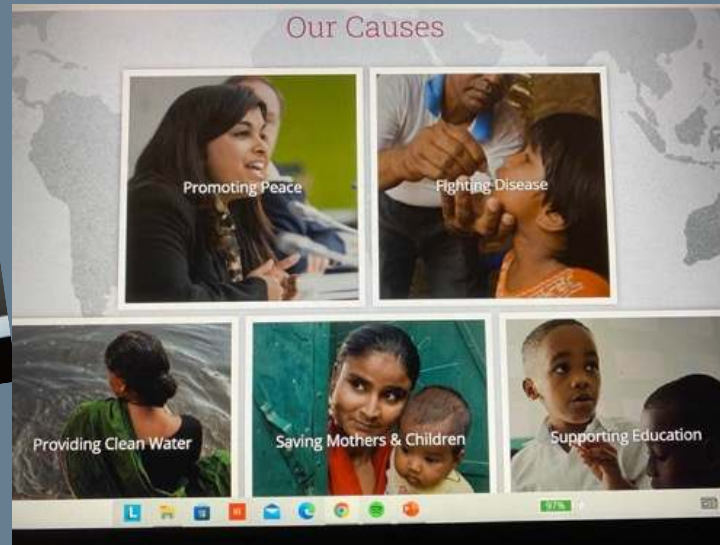 Our Causes
Promoting Peace
Fighting Disease
Providing Clean Water
Saving Mothers & Children
Supporting Education
97%